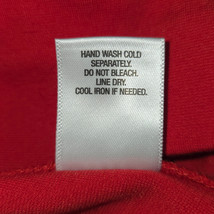 HAND WASH COLD
SEPARATELY.
DO NOT BLEACH.
LINE DRY.
COOL IRON IF NEEDED.